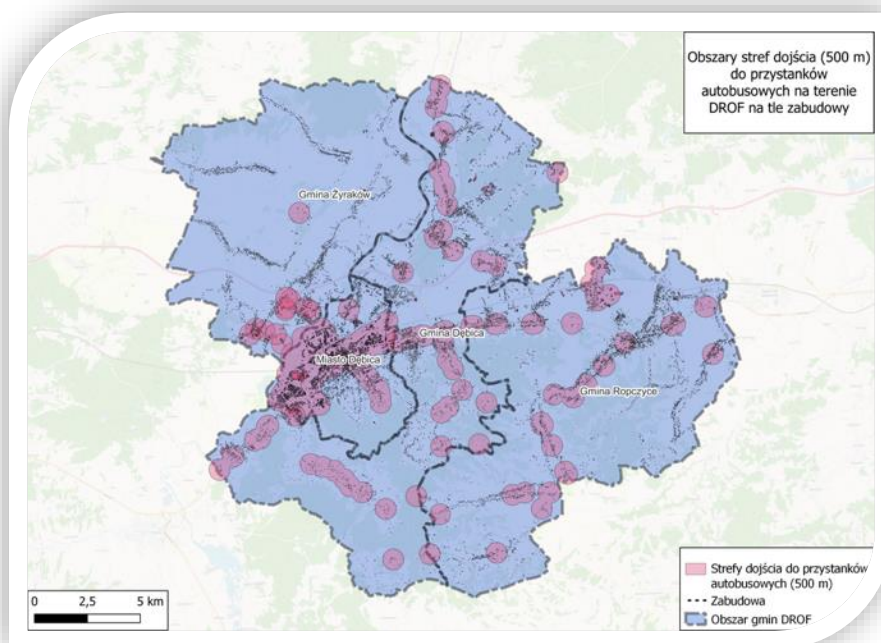 Obszary stref dojścia (500 m)
do przystanków
autobusowych na terenie
DROF na tle zabudowy
Gmina Żyraków
Gmina Dębica
Miasto Dębica
Gmina Ropczyce
0 2,5 5 km
Strefy dojścia do przystanków
autobusowych (500 m)
Zabudowa
Obszar gmin DROF